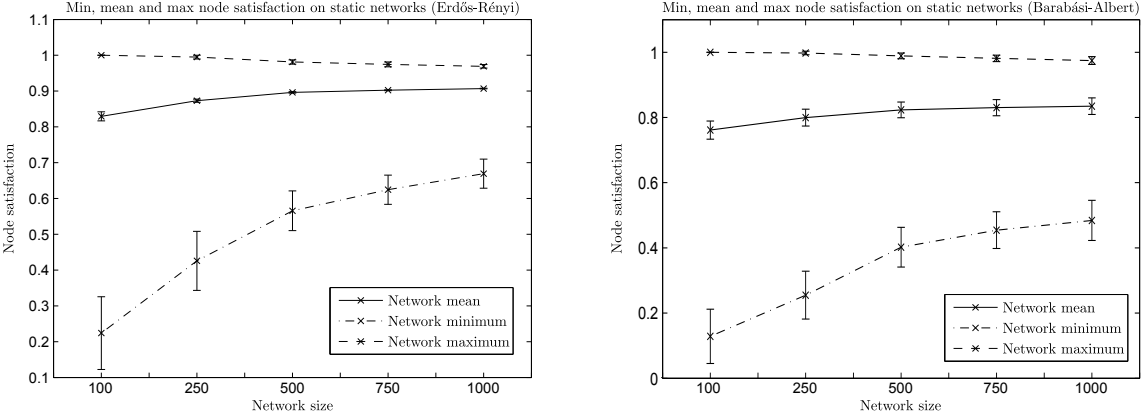 Min, mean and max node satisfaction on static networks (Erdős-Rényi)
1.1
1
0.9
0.8
0.7
0.6
0.5
0.4
0.3
0.2
0.1
Node satisfaction
100 250 500 750 1000
Network size
Network mean
Network minimum
Network maximum
Min, mean and max node satisfaction on static networks (Barabási-Albert)
1
0.8
0.6
0.4
0.2
0
Node satisfaction
100 250 500 750 1000
Network size
Network mean
Network minimum
Network maximum